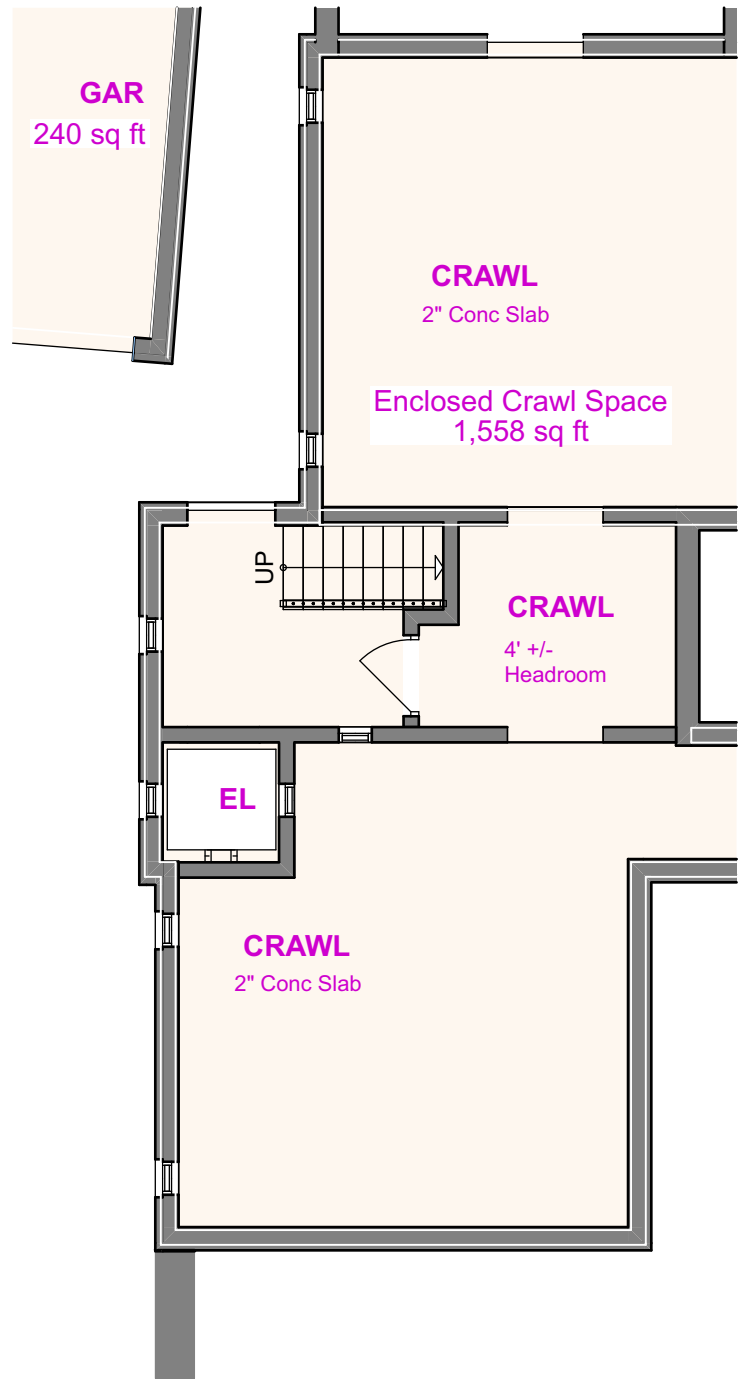 GAR
240 sq ft
CRAWL
2" Conc Slab
Enclosed Crawl Space
1,558 sq ft
UP
CRAWL
4' +/-
Headroom
EL
CRAWL
2" Conc Slab